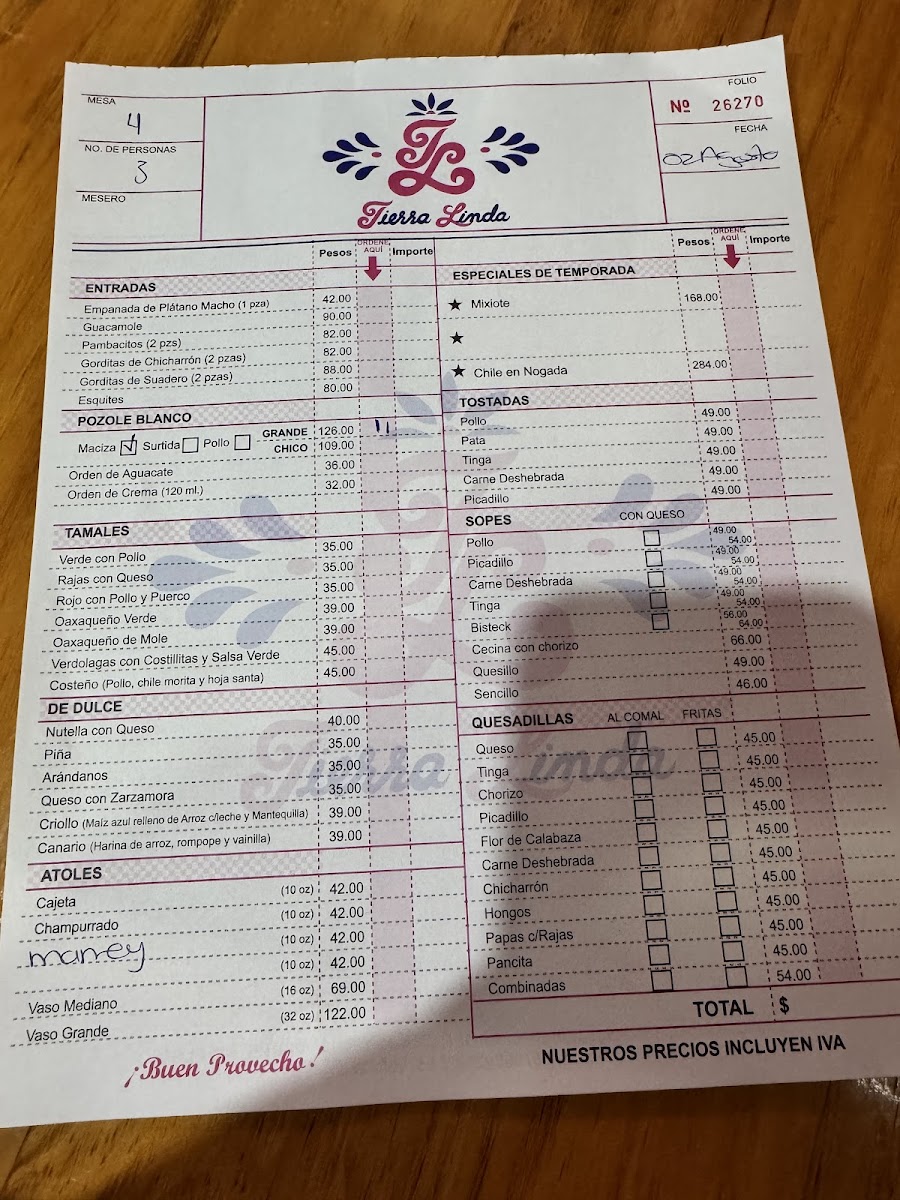 MESA
4
NO. DE PERSONAS
3
MESERO
TL
Tierra Linda
FOLIO
Nº 26270
FECHA
02 Agosto
Pesos ORDENE AQUÍ Importe
ENTRADAS
Empanada de Plátano Macho (1 pza) 42.00
Guacamole 90.00
Pambacitos (2 pzs) 82.00
Gorditas de Chicharrón (2 pzas) 82.00
Gorditas de Suadero (2 pzas) 88.00
Esquites 80.00
POZOLE BLANCO
Maciza ✓ Surtida Pollo GRANDE 126.00 11
CHICO 109.00
Orden de Aguacate 36.00
Orden de Crema (120 ml.) 32.00
TAMALES
Verde con Pollo 35.00
Rajas con Queso 35.00
Rojo con Pollo y Puerco 35.00
Oaxaqueño Verde 39.00
Oaxaqueño de Mole 39.00
Verdolagas con Costillitas y Salsa Verde 45.00
Costeño (Pollo, chile morita y hoja santa) 45.00
DE DULCE
Nutella con Queso 40.00
Piña 35.00
Arándanos 35.00
Queso con Zarzamora 35.00
Criollo (Maíz azul relleno de Arroz c/leche y Mantequilla) 39.00
Canario (Harina de arroz, rompope y vainilla) 39.00
ATOLES
Cajeta (10 oz) 42.00
Champurrado (10 oz) 42.00
mamey (10 oz) 42.00
(10 oz) 42.00
Vaso Mediano (16 oz) 69.00
Vaso Grande (32 oz) 122.00
¡Buen Provecho!
Pesos ORDENE AQUÍ Importe
ESPECIALES DE TEMPORADA
★ Mixiote 168.00
★
★ Chile en Nogada 284.00
TOSTADAS
Pollo 49.00
Pata 49.00
Tinga 49.00
Carne Deshebrada 49.00
Picadillo 49.00
SOPES CON QUESO
Pollo 49.00 54.00
Picadillo 49.00 54.00
Carne Deshebrada 49.00 54.00
Tinga 49.00 54.00
Bisteck 56.00 64.00
Cecina con chorizo 66.00
Quesillo 49.00
Sencillo 46.00
QUESADILLAS AL COMAL FRITAS
Queso 45.00
Tinga 45.00
Chorizo 45.00
Picadillo 45.00
Flor de Calabaza 45.00
Carne Deshebrada 45.00
Chicharrón 45.00
Hongos 45.00
Papas c/Rajas 45.00
Pancita 45.00
Combinadas 54.00
TOTAL $
NUESTROS PRECIOS INCLUYEN IVA
Tierra Linda